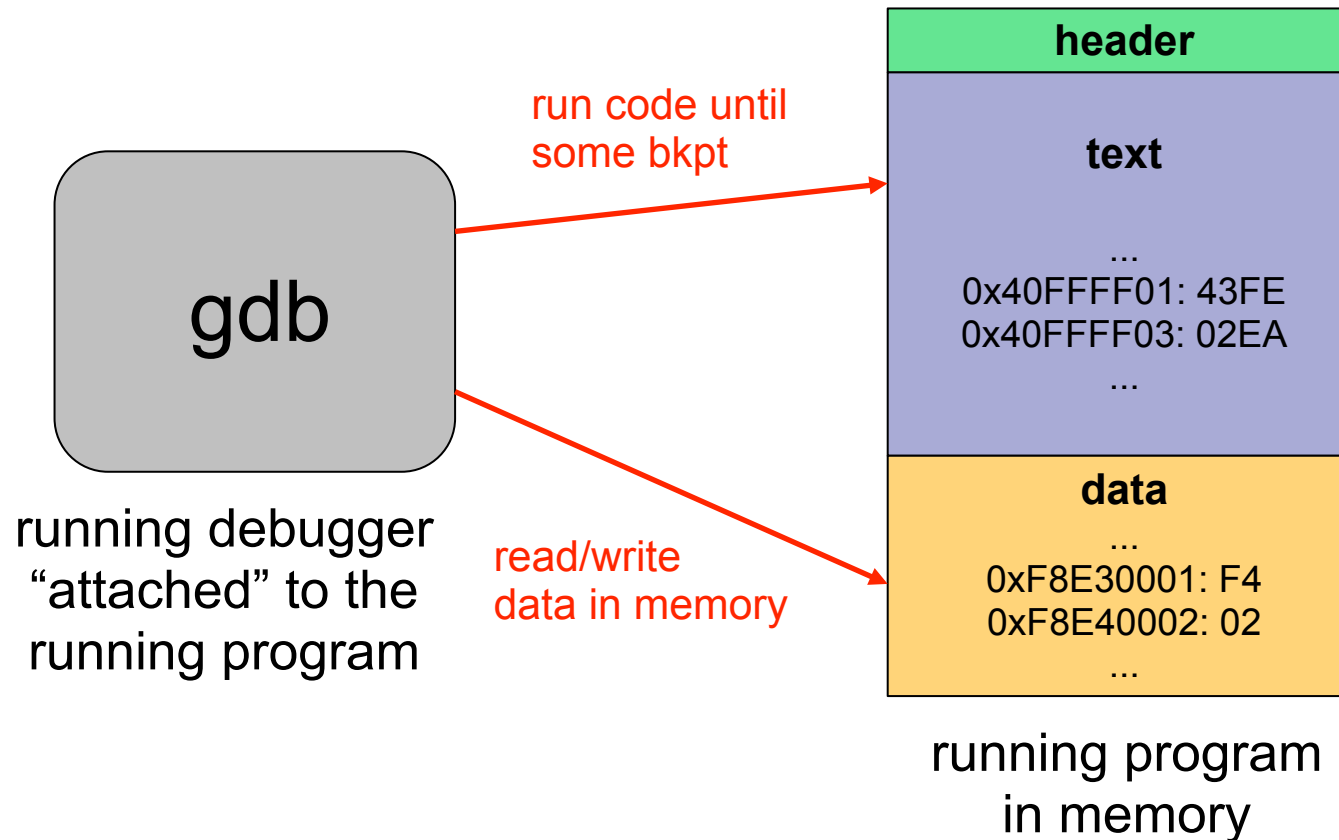 header
run code until
some bkpt
text
...
0x40FFFF01: 43FE
0x40FFFF03: 02EA
...
gdb
data
...
0xF8E30001: F4
0xF8E40002: 02
...
running debugger
“attached” to the
running program
read/write
data in memory
running program
in memory